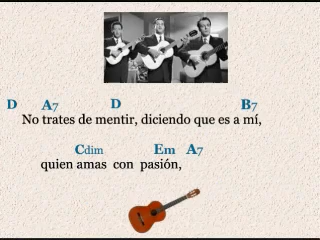 D A7 D B7
No trates de mentir, diciendo que es a mí,
Cdim Em A7
quien amas con pasión,